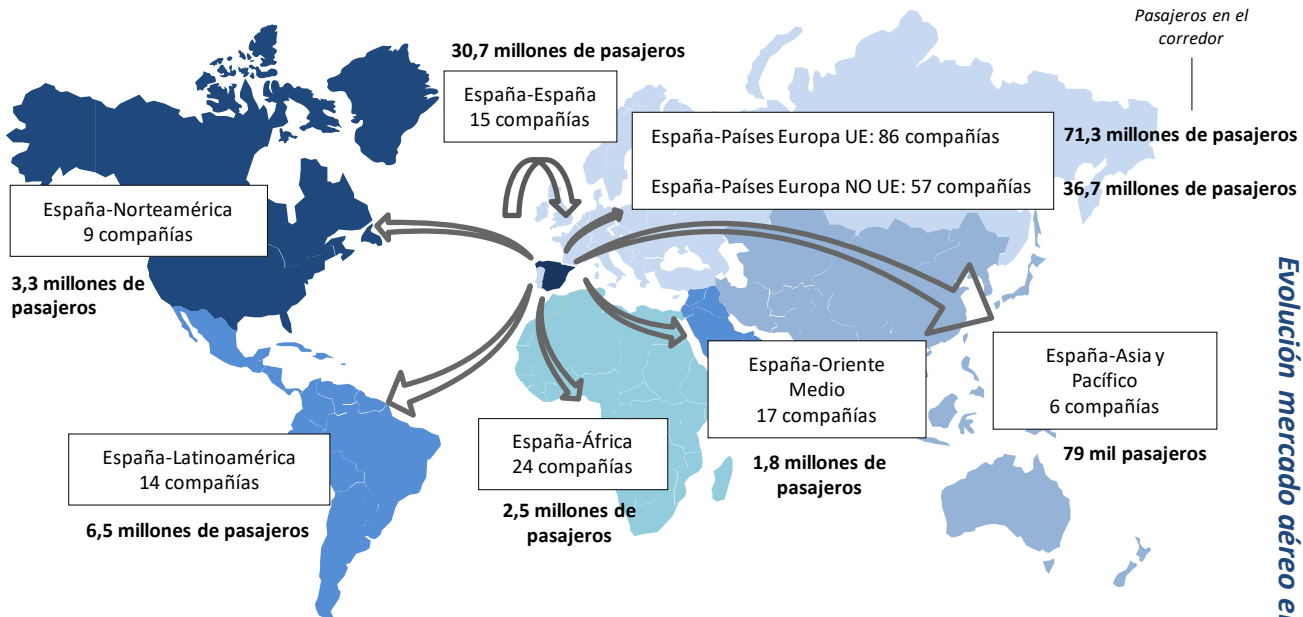 Pasajeros en el
corredor
30,7 millones de pasajeros
España-España
15 compañías
España-Países Europa UE: 86 compañías
71,3 millones de pasajeros
España-Países Europa NO UE: 57 compañías
36,7 millones de pasajeros
España-Norteamérica
9 compañías
3,3 millones de
pasajeros
España-Asia y
Pacífico
6 compañías
79 mil pasajeros
España-Oriente
Medio
17 compañías
1,8 millones de
pasajeros
España-África
24 compañías
2,5 millones de
pasajeros
España-Latinoamérica
14 compañías
6,5 millones de pasajeros
Evolución mercado aéreo e